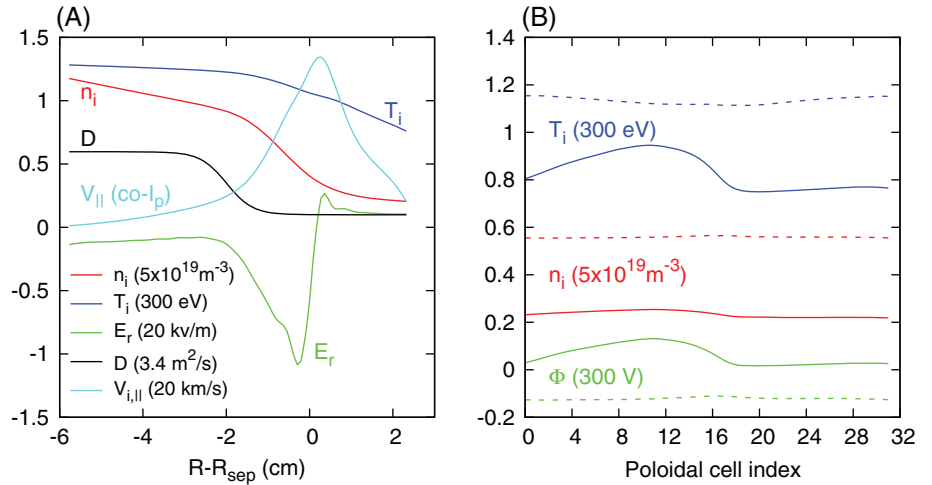 (A)
1.5
1
0.5
0
-0.5
-1
-1.5
n_i
T_i
D
V_|| (co-I_p)
E_r
n_i (5x10^19 m^-3)
T_i (300 eV)
E_r (20 kv/m)
D (3.4 m^2/s)
V_i,|| (20 km/s)
-6 -4 -2 0 2
R-R_sep (cm)
(B)
1.4
1.2
1
0.8
0.6
0.4
0.2
0
-0.2
T_i (300 eV)
n_i (5x10^19 m^-3)
Φ (300 V)
0 4 8 12 16 20 24 28 32
Poloidal cell index